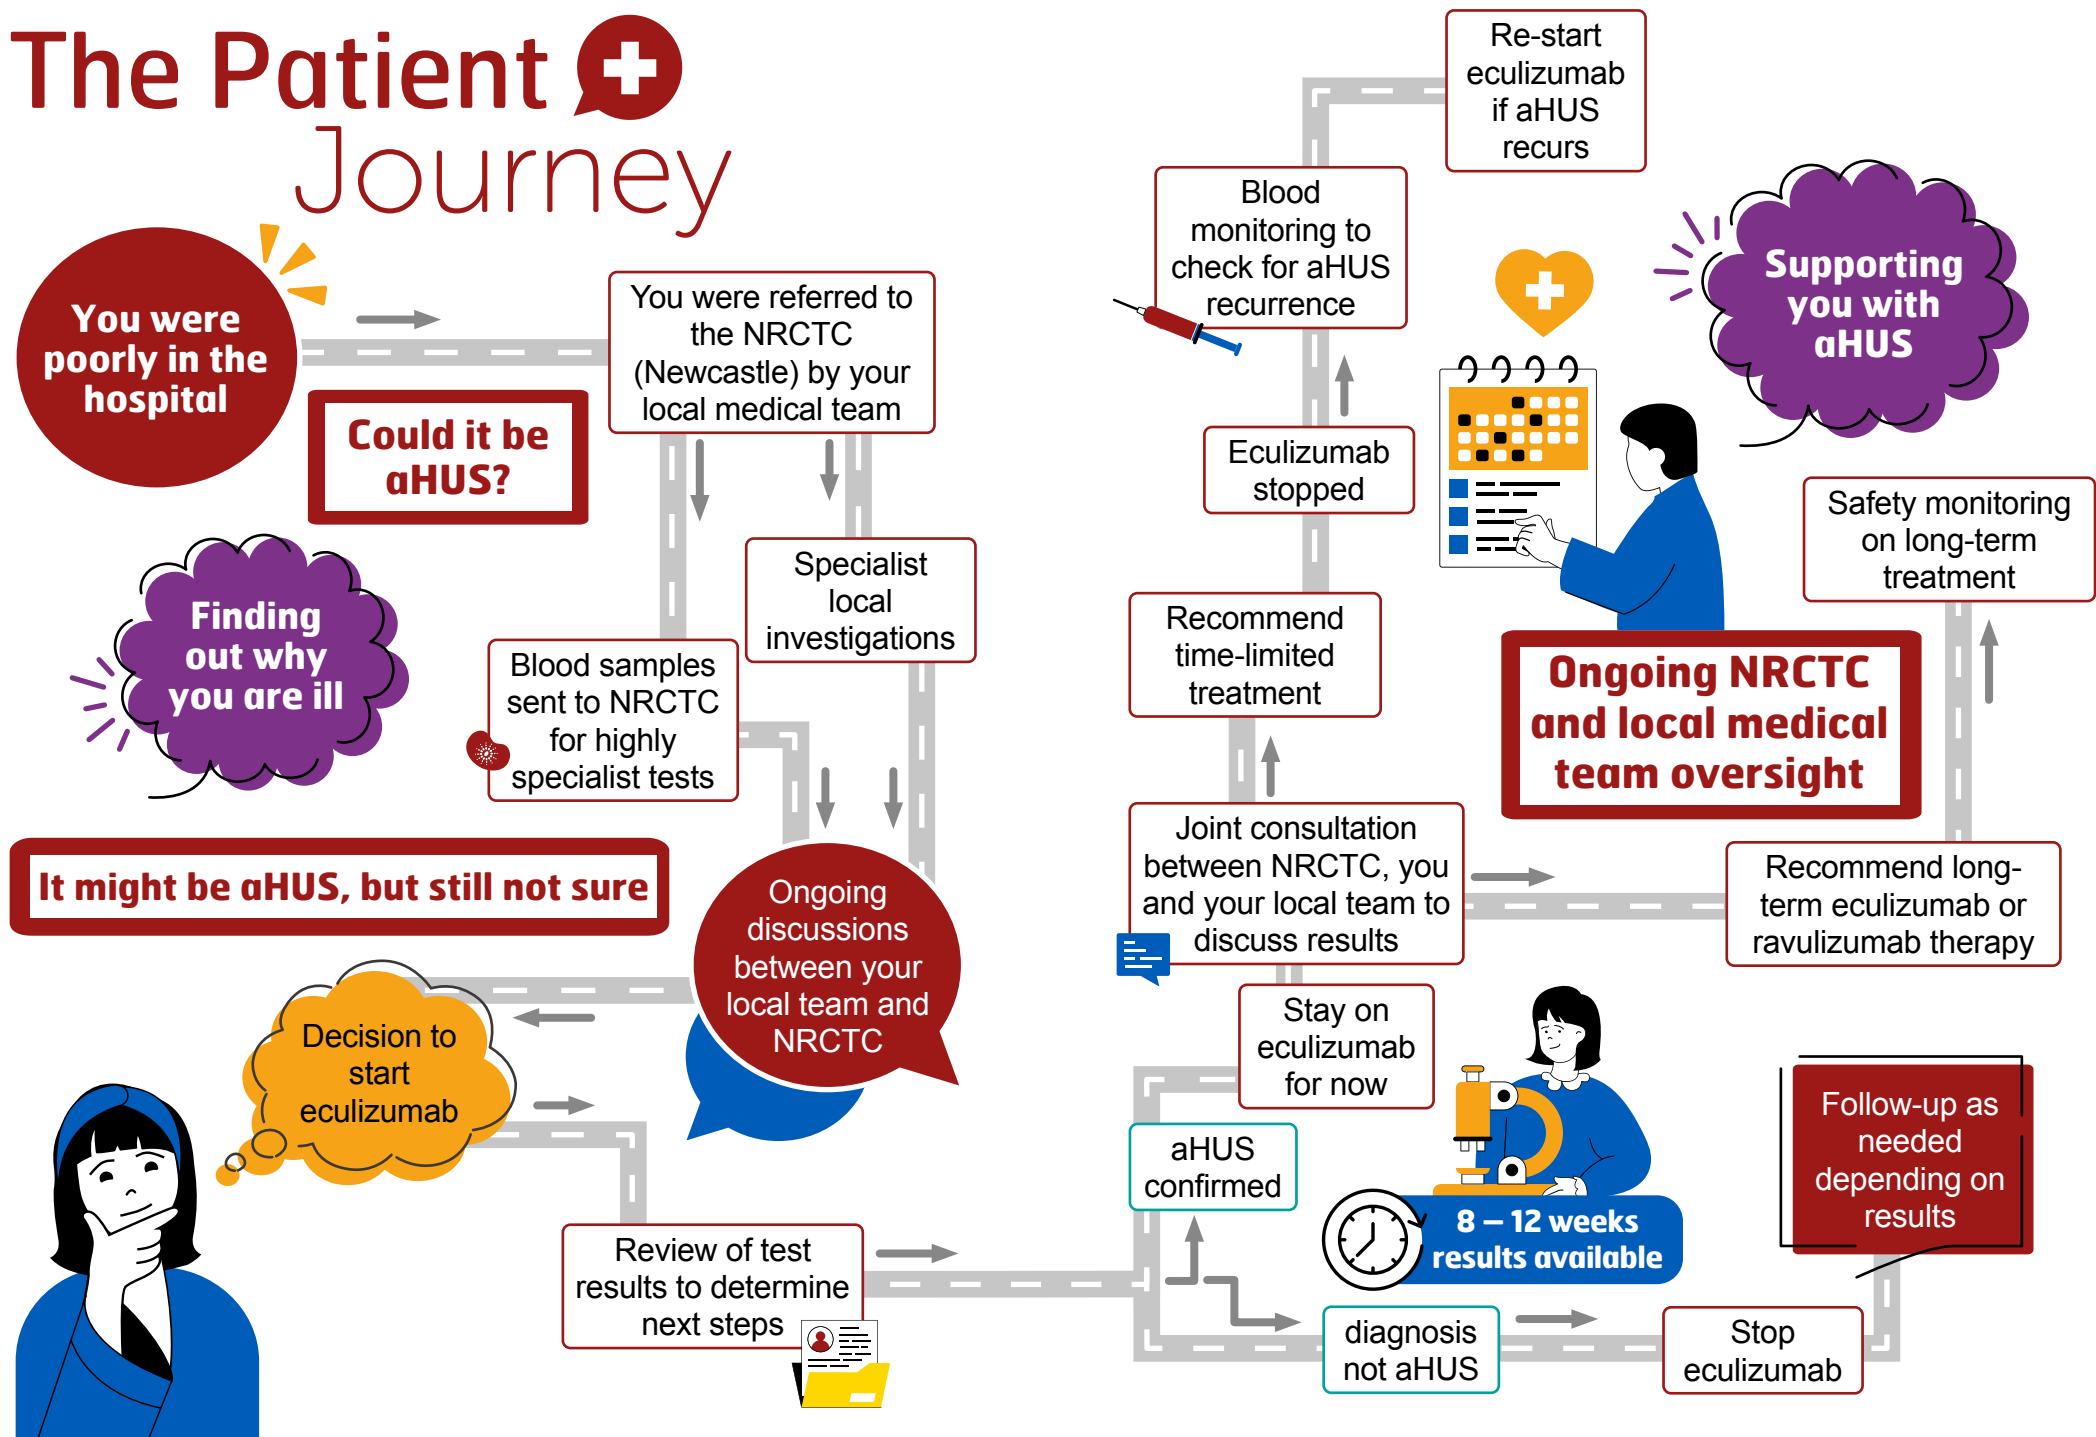 The Patient
Journey
You were
poorly in the
hospital
Could it be
aHUS?
You were referred to
the NRCTC
(Newcastle) by your
local medical team
Finding
out why
you are ill
Specialist
local
investigations
Blood samples
sent to NRCTC
for highly
specialist tests
It might be aHUS, but still not sure
Ongoing
discussions
between your
local team and
NRCTC
Decision to
start
eculizumab
Review of test
results to determine
next steps
aHUS
confirmed
diagnosis
not aHUS
Stop
eculizumab
Follow-up as
needed
depending on
results
8 – 12 weeks
results available
Stay on
eculizumab
for now
Joint consultation
between NRCTC, you
and your local team to
discuss results
Recommend
time-limited
treatment
Eculizumab
stopped
Blood
monitoring to
check for aHUS
recurrence
Re-start
eculizumab
if aHUS
recurs
Recommend long-
term eculizumab or
ravulizumab therapy
Safety monitoring
on long-term
treatment
Ongoing NRCTC
and local medical
team oversight
Supporting
you with
aHUS